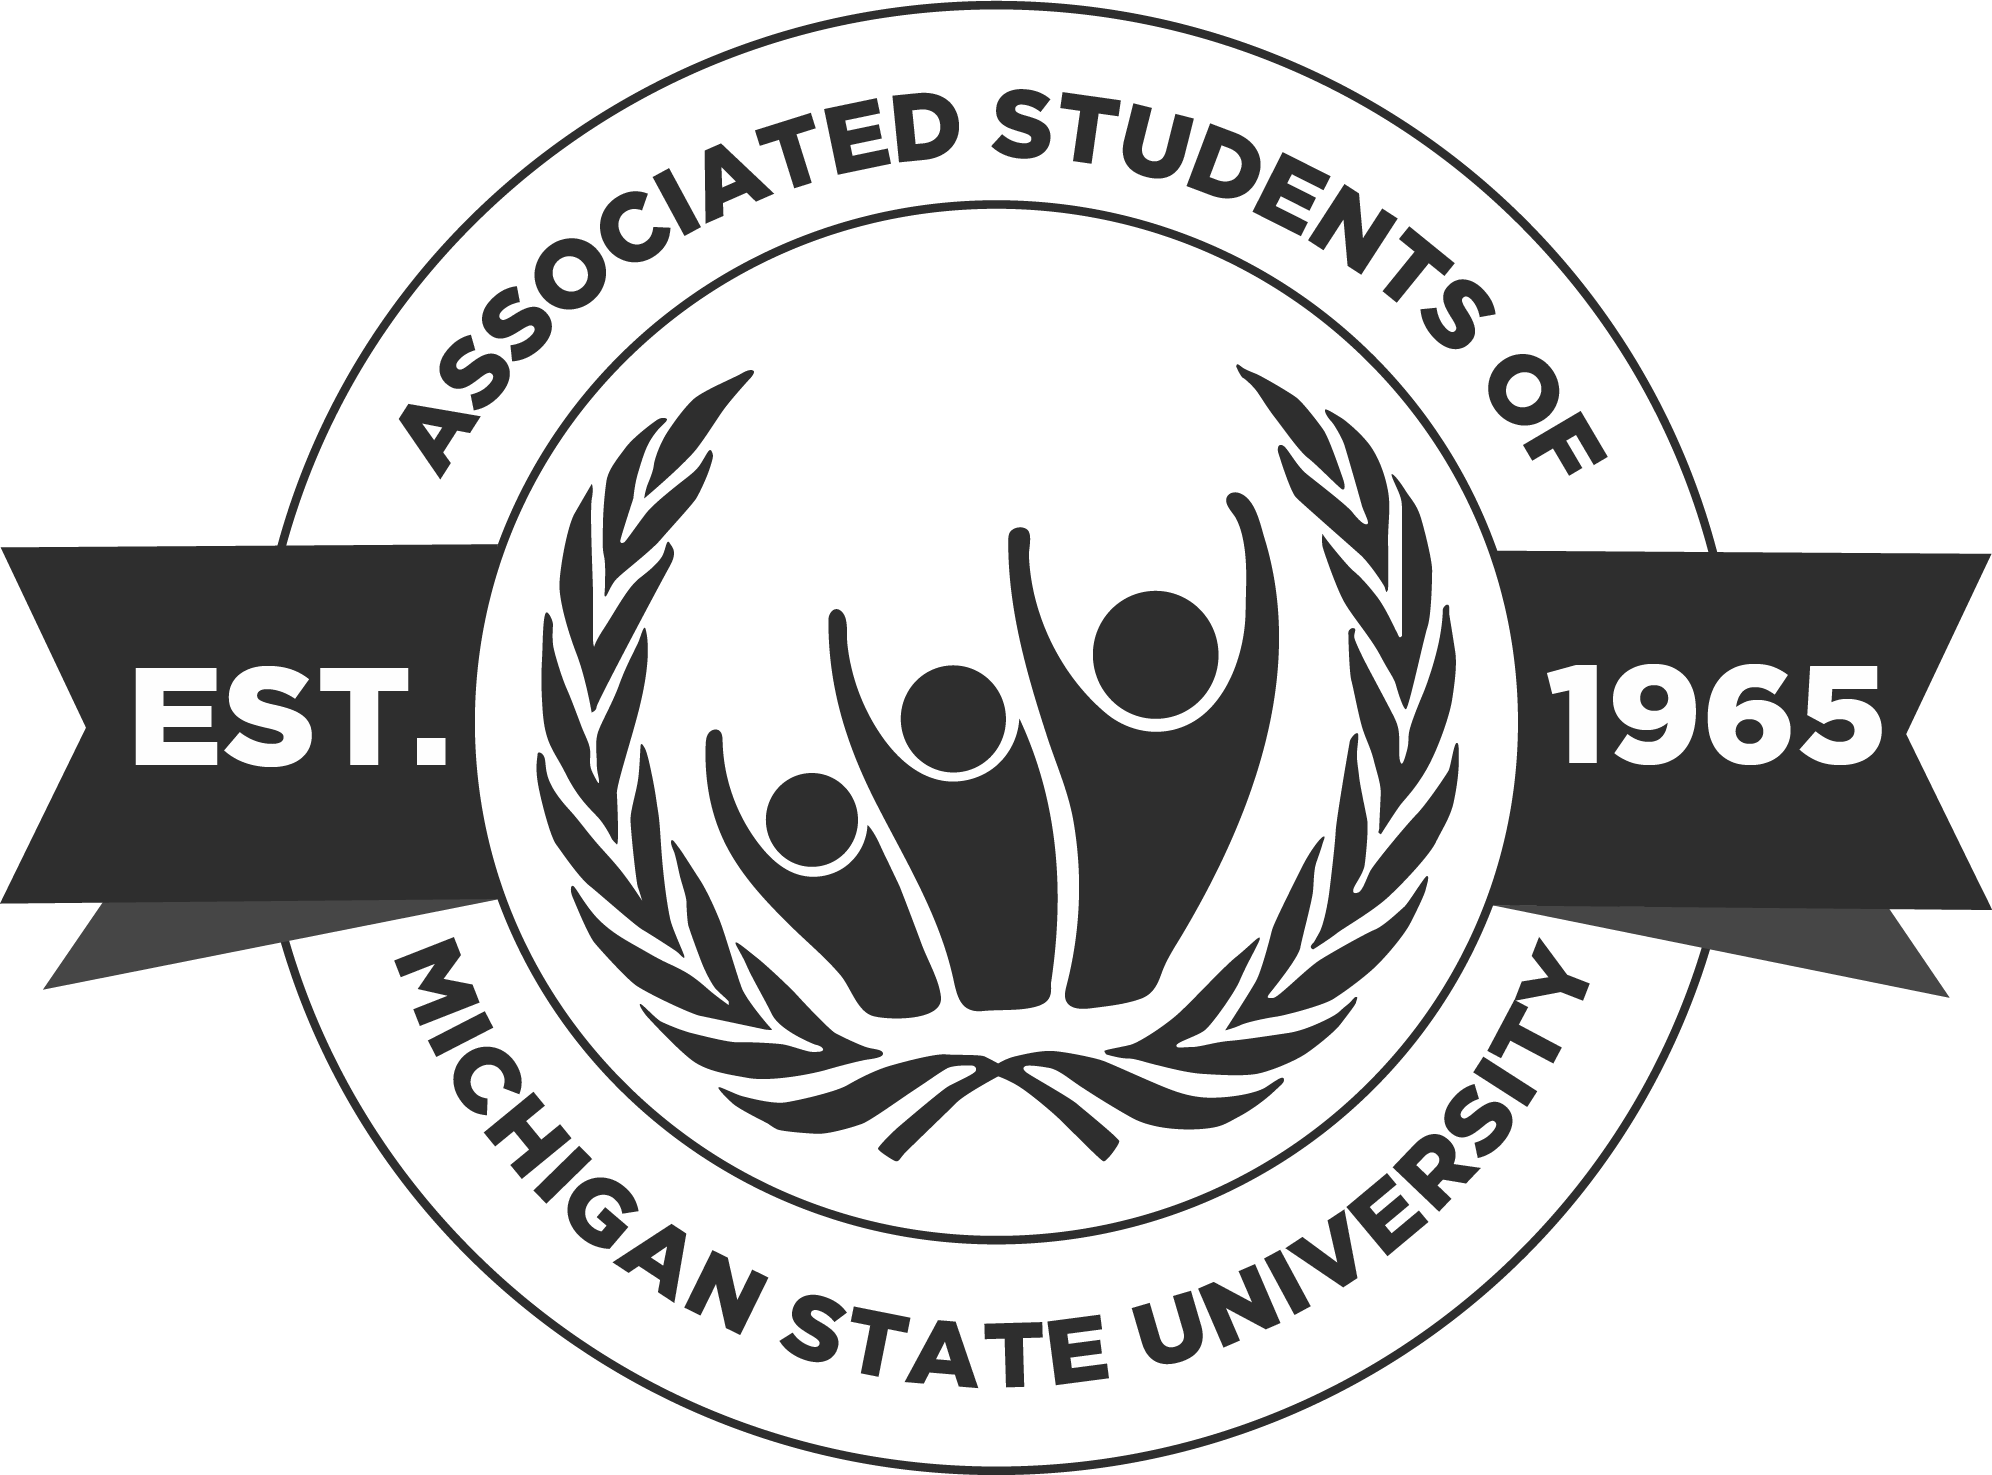 ASSOCIATED STUDENTS OF
EST.
1965
MICHIGAN STATE UNIVERSITY